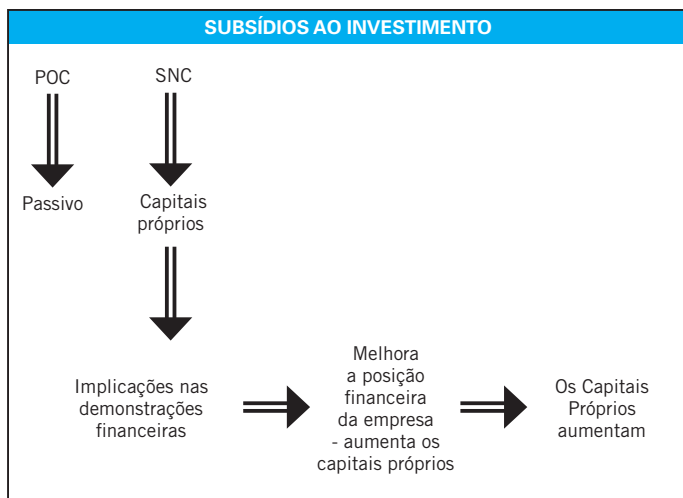 SUBSÍDIOS AO INVESTIMENTO
POC
SNC
Passivo
Capitais
próprios
Implicações nas
demonstrações
financeiras
Melhora
a posição
financeira
da empresa
- aumenta os
capitais próprios
Os Capitais
Próprios
aumentam